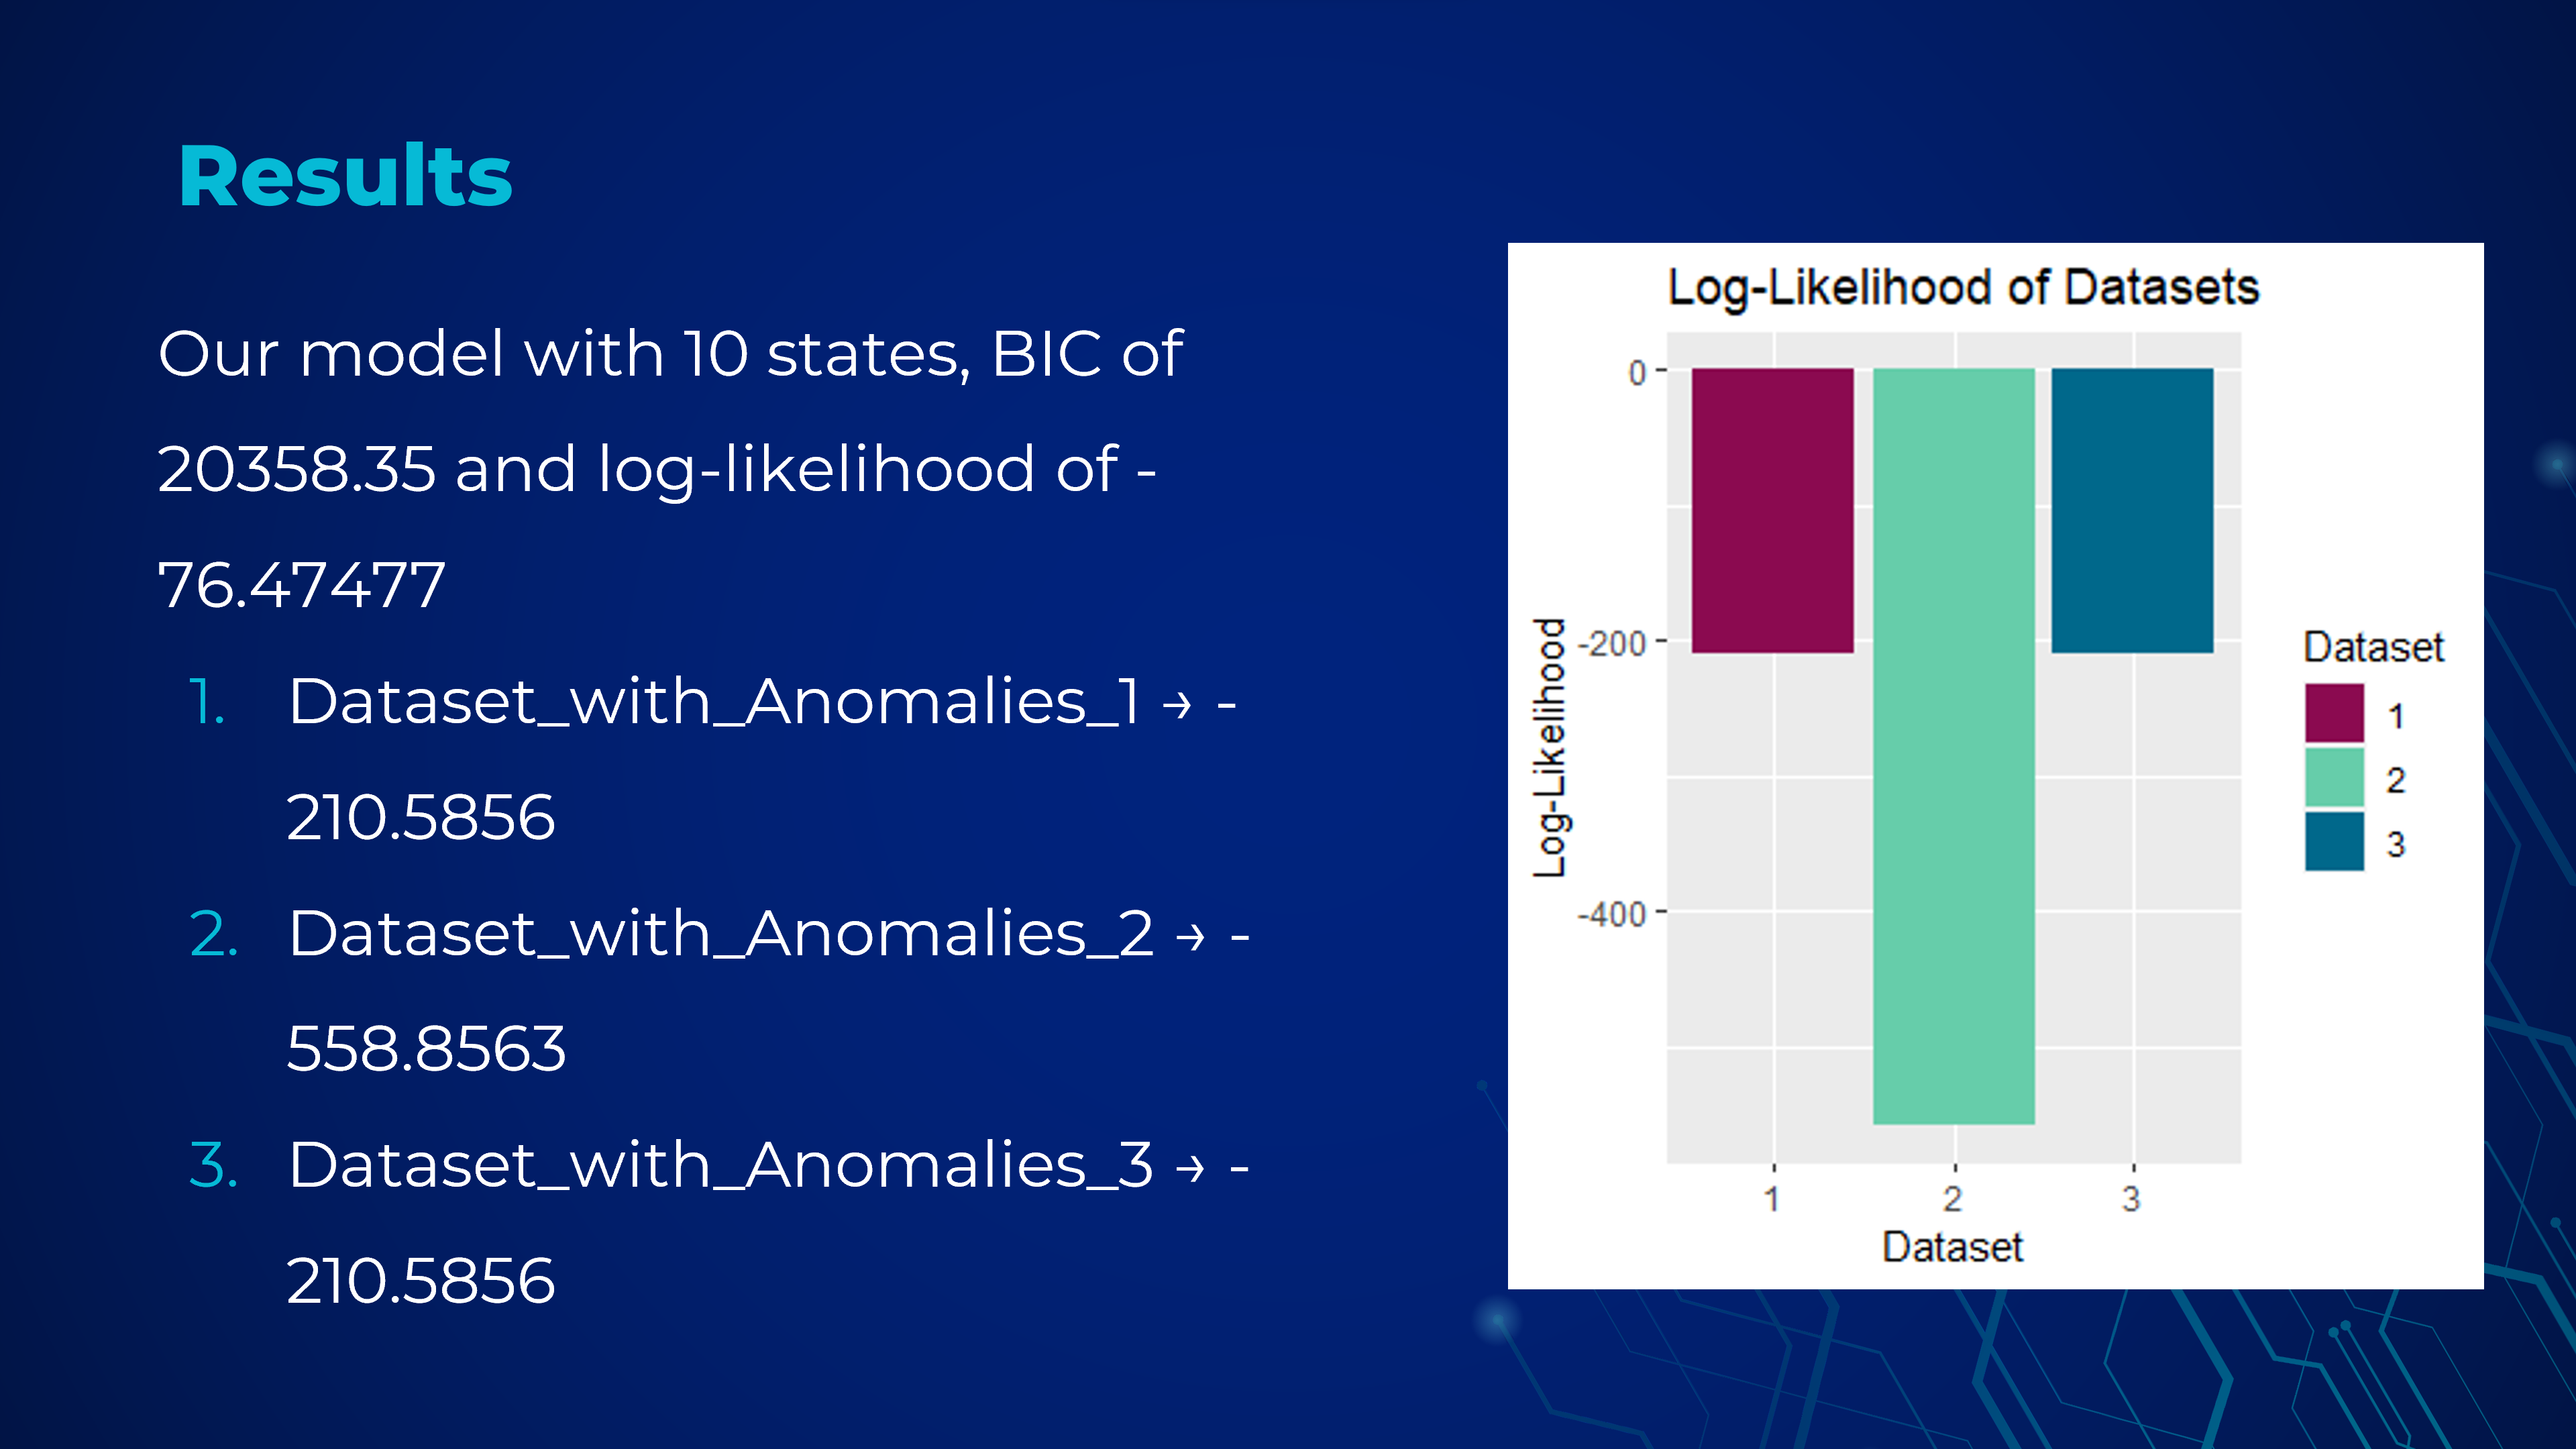 Results
Our model with 10 states, BIC of
20358.35 and log-likelihood of -
76.47477
1. Dataset_with_Anomalies_1 → -
210.5856
2. Dataset_with_Anomalies_2 → -
558.8563
3. Dataset_with_Anomalies_3 → -
210.5856
Log-Likelihood of Datasets
Log-Likelihood
0
-200
-400
1 2 3
Dataset
Dataset
1
2
3